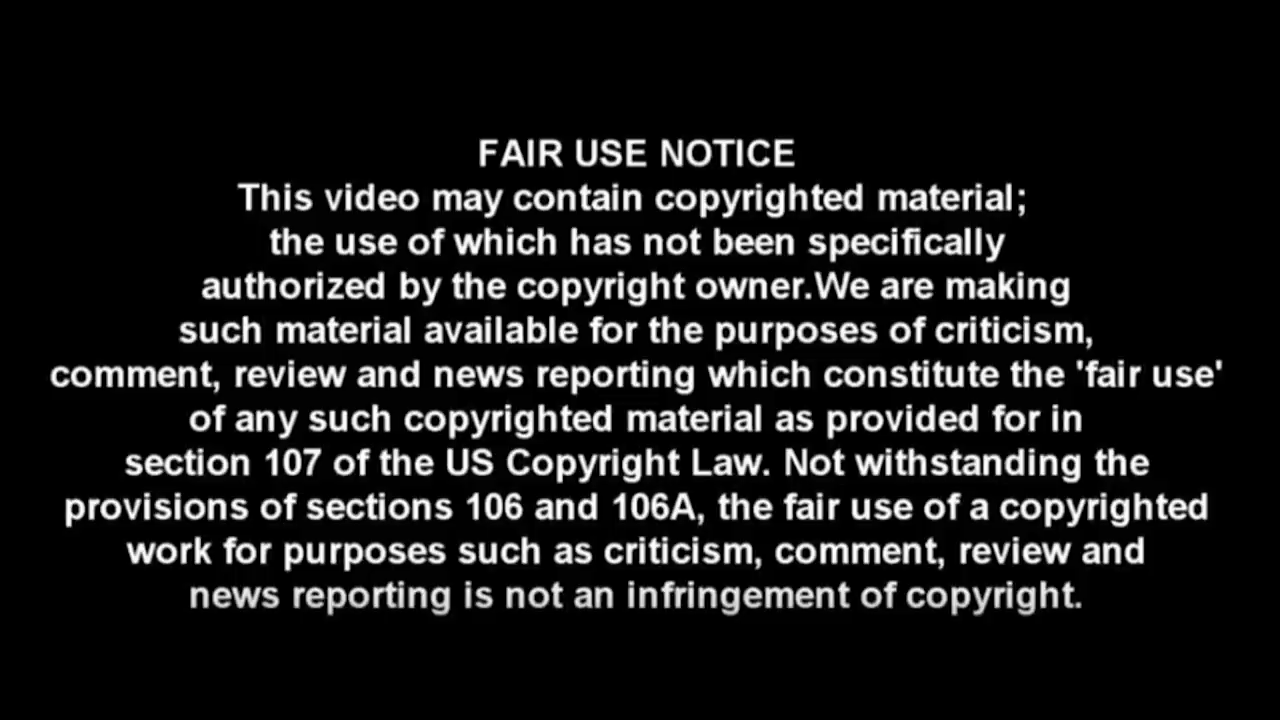 FAIR USE NOTICE
This video may contain copyrighted material;
the use of which has not been specifically
authorized by the copyright owner.We are making
such material available for the purposes of criticism,
comment, review and news reporting which constitute the 'fair use'
of any such copyrighted material as provided for in
section 107 of the US Copyright Law. Not withstanding the
provisions of sections 106 and 106A, the fair use of a copyrighted
work for purposes such as criticism, comment, review and
news reporting is not an infringement of copyright.